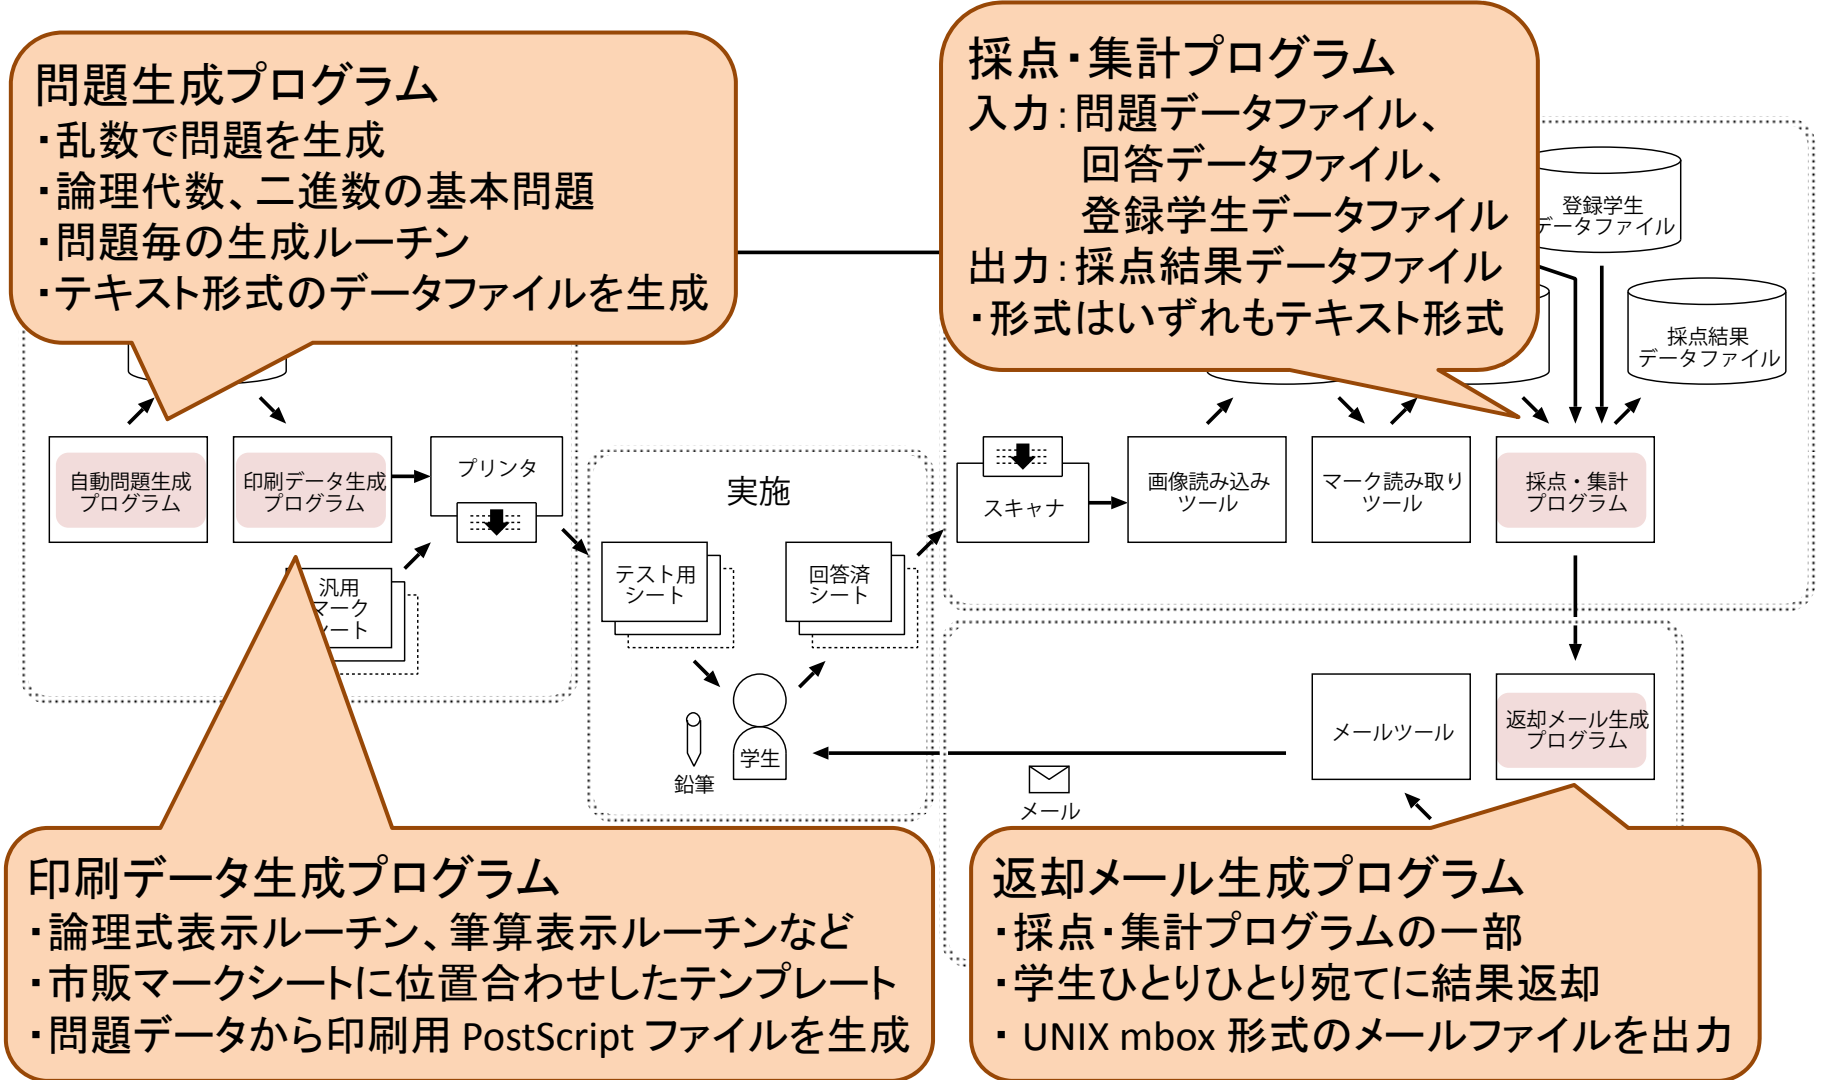 問題生成プログラム
・乱数で問題を生成
・論理代数、二進数の基本問題
・問題毎の生成ルーチン
・テキスト形式のデータファイルを生成
採点・集計プログラム
入力：問題データファイル、
回答データファイル、
登録学生データファイル
出力：採点結果データファイル
・形式はいずれもテキスト形式
登録学生
データファイル
採点結果
データファイル
自動問題生成
プログラム
印刷データ生成
プログラム
プリンタ
汎用
マーク
シート
実施
テスト用
シート
回答済
シート
鉛筆
学生
スキャナ
画像読み込み
ツール
マーク読み取り
ツール
採点・集計
プログラム
メールツール
返却メール生成
プログラム
メール
印刷データ生成プログラム
・論理式表示ルーチン、筆算表示ルーチンなど
・市販マークシートに位置合わせしたテンプレート
・問題データから印刷用 PostScript ファイルを生成
返却メール生成プログラム
・採点・集計プログラムの一部
・学生ひとりひとり宛てに結果返却
・ UNIX mbox 形式のメールファイルを出力